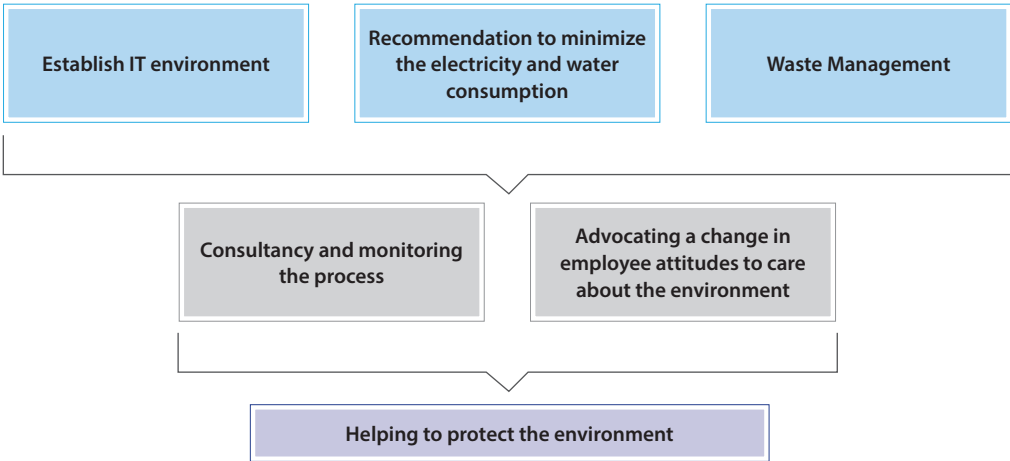 Establish IT environment
Recommendation to minimize
the electricity and water
consumption
Waste Management
Consultancy and monitoring
the process
Advocating a change in
employee attitudes to care
about the environment
Helping to protect the environment